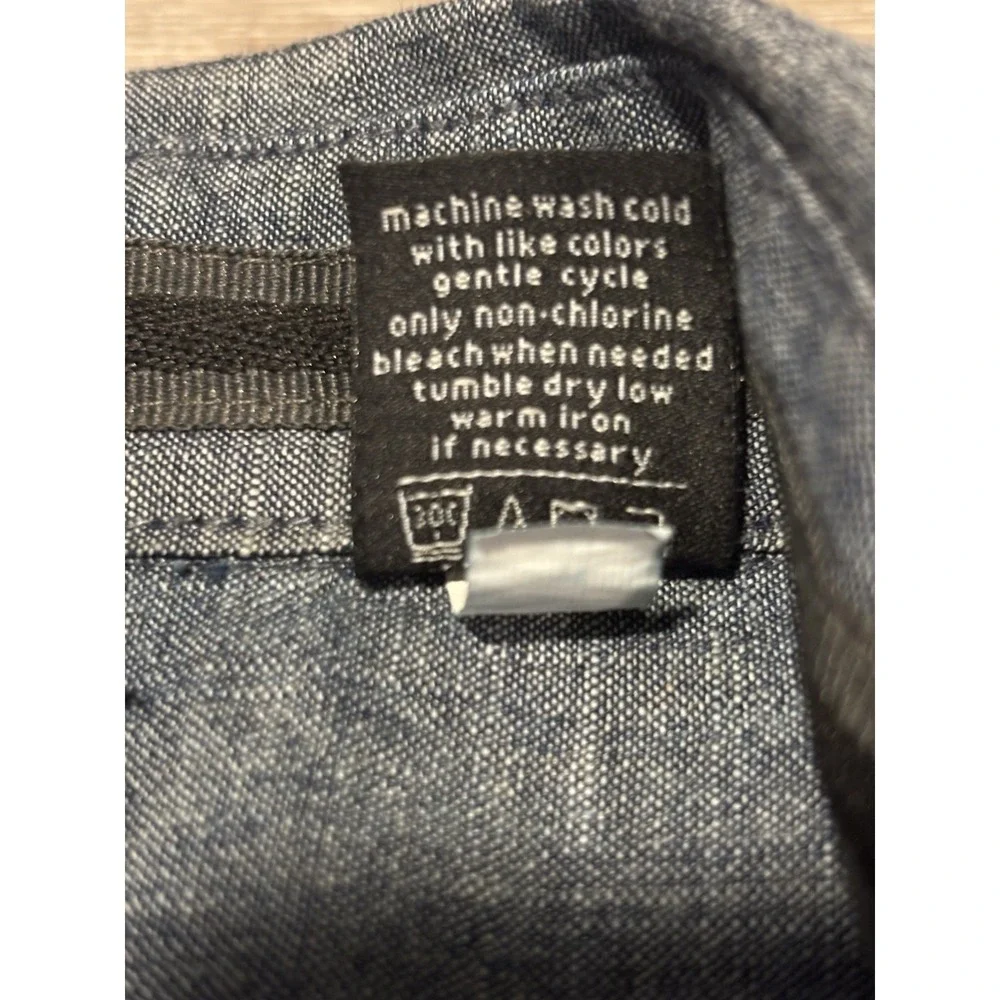 machine wash cold
with like colors
gentle cycle
only non-chlorine
bleach when needed
tumble dry low
warm iron
if necessary
30C